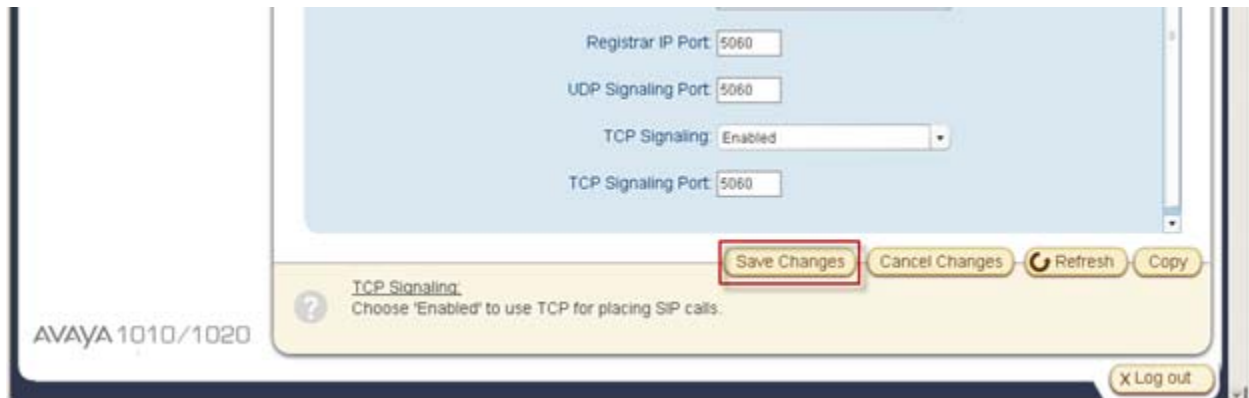 Registrar IP Port: 5060
UDP Signaling Port: 5060
TCP Signaling: Enabled
TCP Signaling Port: 5060
Save Changes Cancel Changes Refresh Copy
? TCP Signaling:
Choose 'Enabled' to use TCP for placing SIP calls.
AVAYA 1010/1020
X Log out